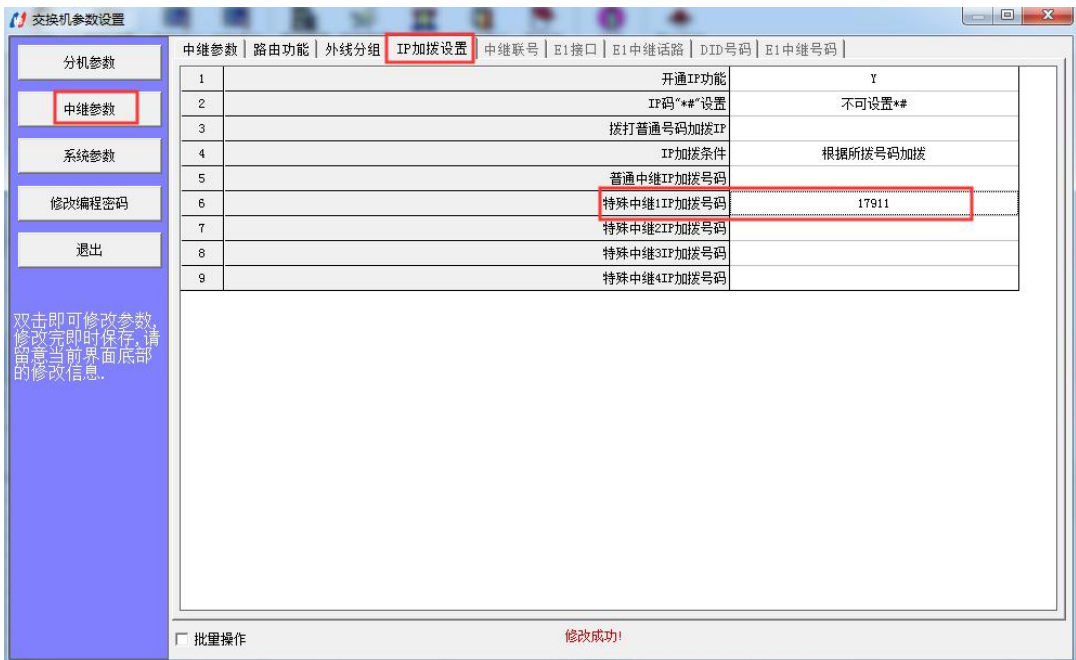 交换机参数设置
分机参数
中继参数
系统参数
修改编程密码
退出
双击即可修改参数,
修改完即时保存,请
留意当前界面底部
的修改信息.
中继参数 路由功能 外线分组 IP加拨设置 中继联号 E1接口 E1中继话路 DID号码 E1中继号码
1 开通IP功能 Y
2 IP码"*#"设置 不可设置*#
3 拨打普通号码加拨IP
4 IP加拨条件 根据所拨号码加拨
5 普通中继IP加拨号码
6 特殊中继1IP加拨号码 17911
7 特殊中继2IP加拨号码
8 特殊中继3IP加拨号码
9 特殊中继4IP加拨号码
批里操作 修改成功!